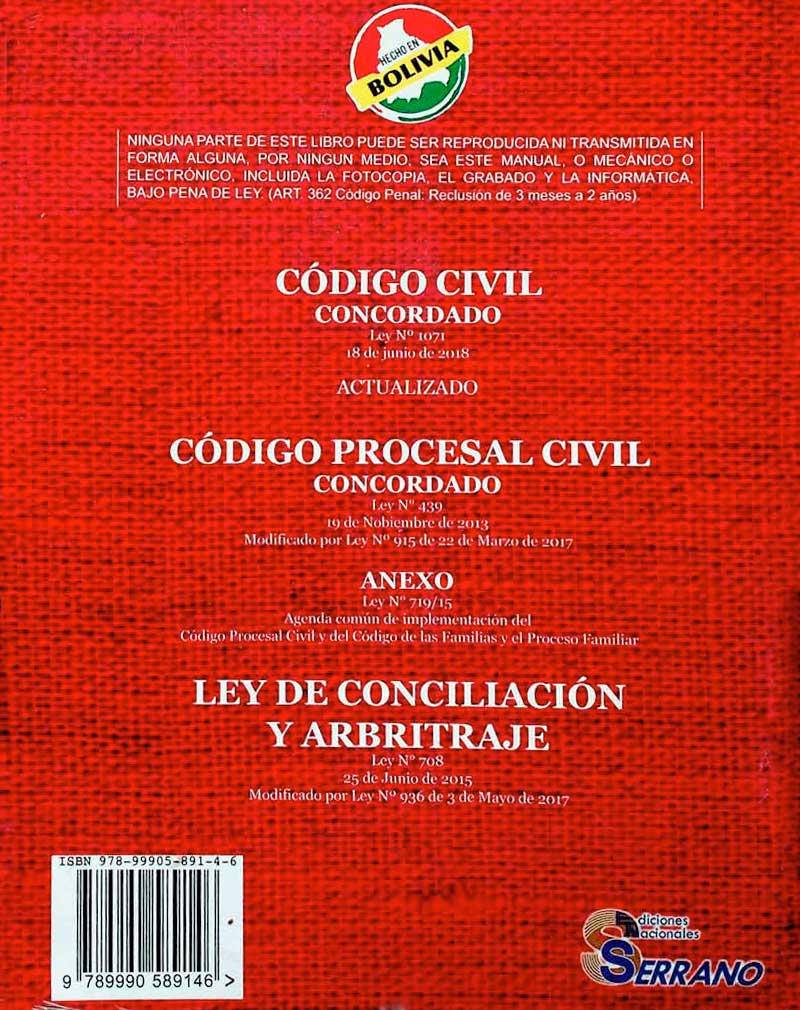 HECHO EN
BOLIVIA
NINGUNA PARTE DE ESTE LIBRO PUEDE SER REPRODUCIDA NI TRANSMITIDA EN
FORMA ALGUNA, POR NINGUN MEDIO, SEA ESTE MANUAL, O MECÁNICO O
ELECTRÓNICO, INCLUIDA LA FOTOCOPIA, EL GRABADO Y LA INFORMÁTICA,
BAJO PENA DE LEY. (ART. 362 Código Penal: Reclusión de 3 meses a 2 años).
CÓDIGO CIVIL
CONCORDADO
Ley Nº 1071
18 de junio de 2018
ACTUALIZADO
CÓDIGO PROCESAL CIVIL
CONCORDADO
Ley N° 439
19 de Nobiembre de 2013
Modificado por Ley Nº 915 de 22 de Marzo de 2017
ANEXO
Ley N° 719/15
Agenda común de implementación del
Código Procesal Civil y del Código de las Familias y el Proceso Familiar
LEY DE CONCILIACIÓN
Y ARBRITRAJE
Ley N° 708
25 de Junio de 2015
Modificado por Ley Nº 936 de 3 de Mayo de 2017
ISBN 978-99905-891-4-6
9 789990 589146 >
Ediciones
Nacionales
SERRANO